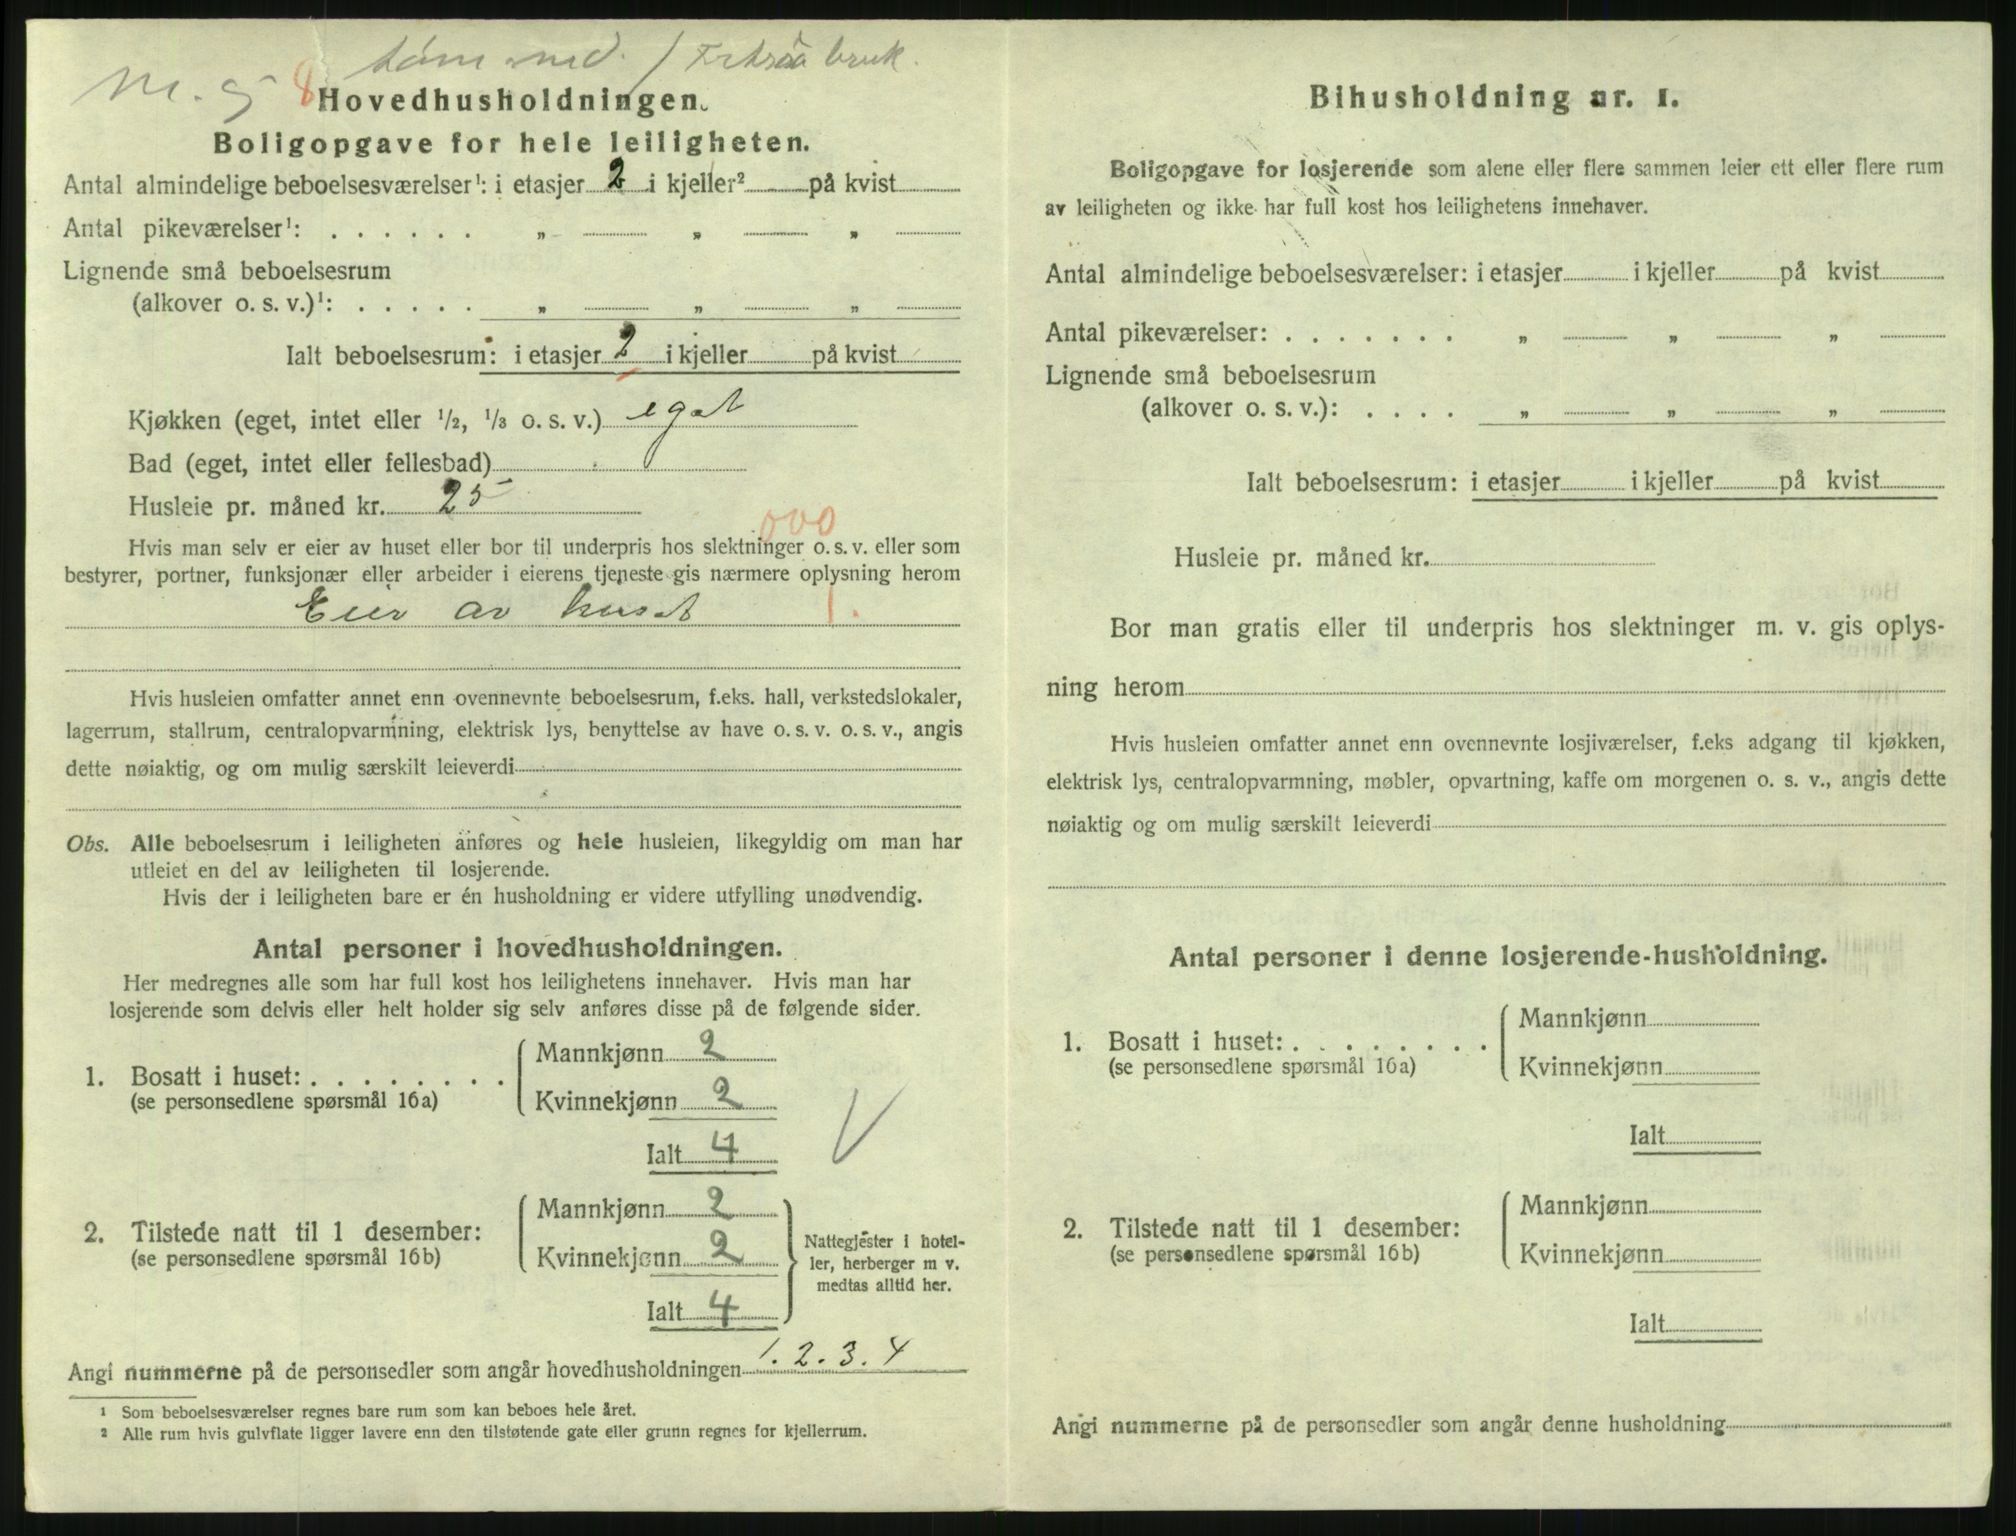 bruk.
8
Hovedhusholdningen.
Boligopgave for hele leiligheten.
Antal almindelige beboelsesværelser¹: i etasjer 2 i kjeller² på kvist
Antal pikeværelser¹: . . . . . . „ „ „
Lignende små beboelsesrum
(alkover o. s. v.)¹: . . . . . „ „ „
Ialt beboelsesrum: i etasjer 2 i kjeller på kvist
Kjøkken (eget, intet eller ½, ⅓ o. s. v.) eget
Bad (eget, intet eller fellesbad)
Husleie pr. måned kr. 25
000
Hvis man selv er eier av huset eller bor til underpris hos slektninger o. s. v. eller som
bestyrer, portner, funksjonær eller arbeider i eierens tjeneste gis nærmere oplysning herom
Eier av huset 1.
Hvis husleien omfatter annet enn ovennevnte beboelsesrum, f.eks. hall, verkstedslokaler,
lagerrum, stallrum, centralopvarmning, elektrisk lys, benyttelse av have o. s. v. o. s. v., angis
dette nøiaktig, og om mulig særskilt leieverdi
Obs. Alle beboelsesrum i leiligheten anføres og hele husleien, likegyldig om man har
utleiet en del av leiligheten til losjerende.
Hvis der i leiligheten bare er én husholdning er videre utfylling unødvendig.
Antal personer i hovedhusholdningen.
Her medregnes alle som har full kost hos leilighetens innehaver. Hvis man har
losjerende som delvis eller helt holder sig selv anføres disse på de følgende sider.
1. Bosatt i huset: . . . . . . . . Mannkjønn 2
(se personsedlene spørsmål 16a) Kvinnekjønn 2
Ialt 4
2. Tilstede natt til 1 desember: Mannkjønn 2
(se personsedlene spørsmål 16b) Kvinnekjønn 2
Ialt 4
Nattegjester i hotel-
ler, herberger m v.
medtas alltid her.
Angi nummerne på de personsedler som angår hovedhusholdningen 1. 2. 3. 4
¹ Som beboelsesværelser regnes bare rum som kan beboes hele året.
² Alle rum hvis gulvflate ligger lavere enn den tilstøtende gate eller grunn regnes for kjellerrum.
Bihusholdning nr. 1.
Boligopgave for losjerende som alene eller flere sammen leier ett eller flere rum
av leiligheten og ikke har full kost hos leilighetens innehaver.
Antal almindelige beboelsesværelser: i etasjer i kjeller på kvist
Antal pikeværelser: . . . . . . . „ „ „
Lignende små beboelsesrum
(alkover o. s. v.): . . . . „ „ „
Ialt beboelsesrum: i etasjer i kjeller på kvist
Husleie pr. måned kr.
Bor man gratis eller til underpris hos slektninger m. v. gis oplys-
ning herom
Hvis husleien omfatter annet enn ovennevnte losjiværelser, f.eks adgang til kjøkken,
elektrisk lys, centralopvarmning, møbler, opvartning, kaffe om morgenen o. s. v., angis dette
nøiaktig og om mulig særskilt leieverdi
Antal personer i denne losjerende-husholdning.
1. Bosatt i huset: . . . . . . . . Mannkjønn
(se personsedlene spørsmål 16a) Kvinnekjønn
Ialt
2. Tilstede natt til 1 desember: Mannkjønn
(se personsedlene spørsmål 16b) Kvinnekjønn
Ialt
Angi nummerne på de personsedler som angår denne husholdning